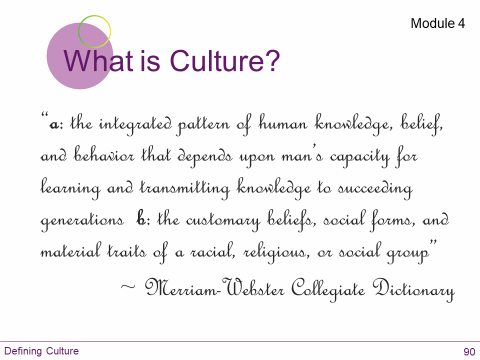 Module 4
What is Culture?
“a: the integrated pattern of human knowledge, belief,
and behavior that depends upon man’s capacity for
learning and transmitting knowledge to succeeding
generations b: the customary beliefs, social forms, and
material traits of a racial, religious, or social group”
~ Merriam-Webster Collegiate Dictionary
Defining Culture
90